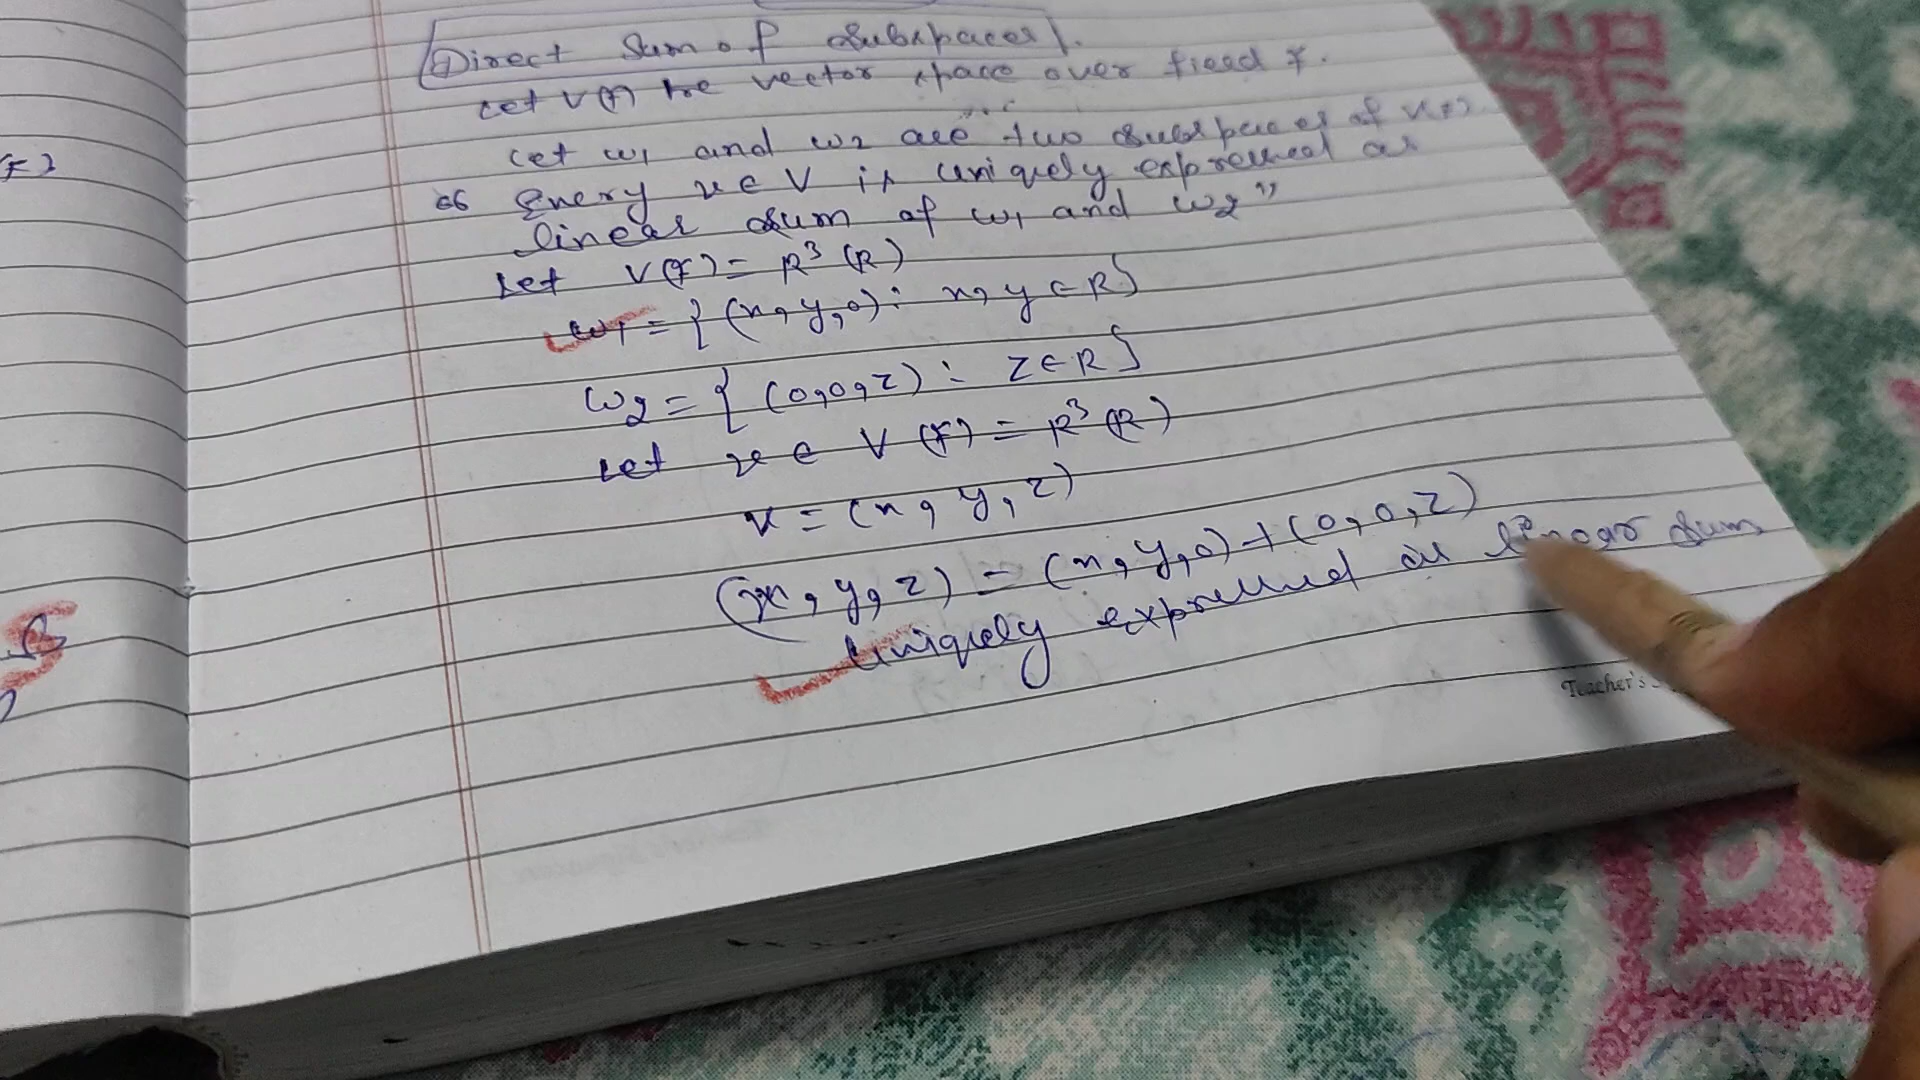 Direct Sum of Subspaces.
Let V(F) be vector space over field F.
Let W1 and W2 are two subspaces of V(F)
"Every v ∈ V is uniquely expressed as
linear sum of W1 and W2"
Let V(F) = R³(R)
W1 = {(x, y, 0) : x, y ∈ R}
W2 = {(0, 0, z) : z ∈ R}
Let v ∈ V(F) = R³(R)
v = (x, y, z)
(x, y, z) = (x, y, 0) + (0, 0, z)
Uniquely expressed as linear sum
Teacher's